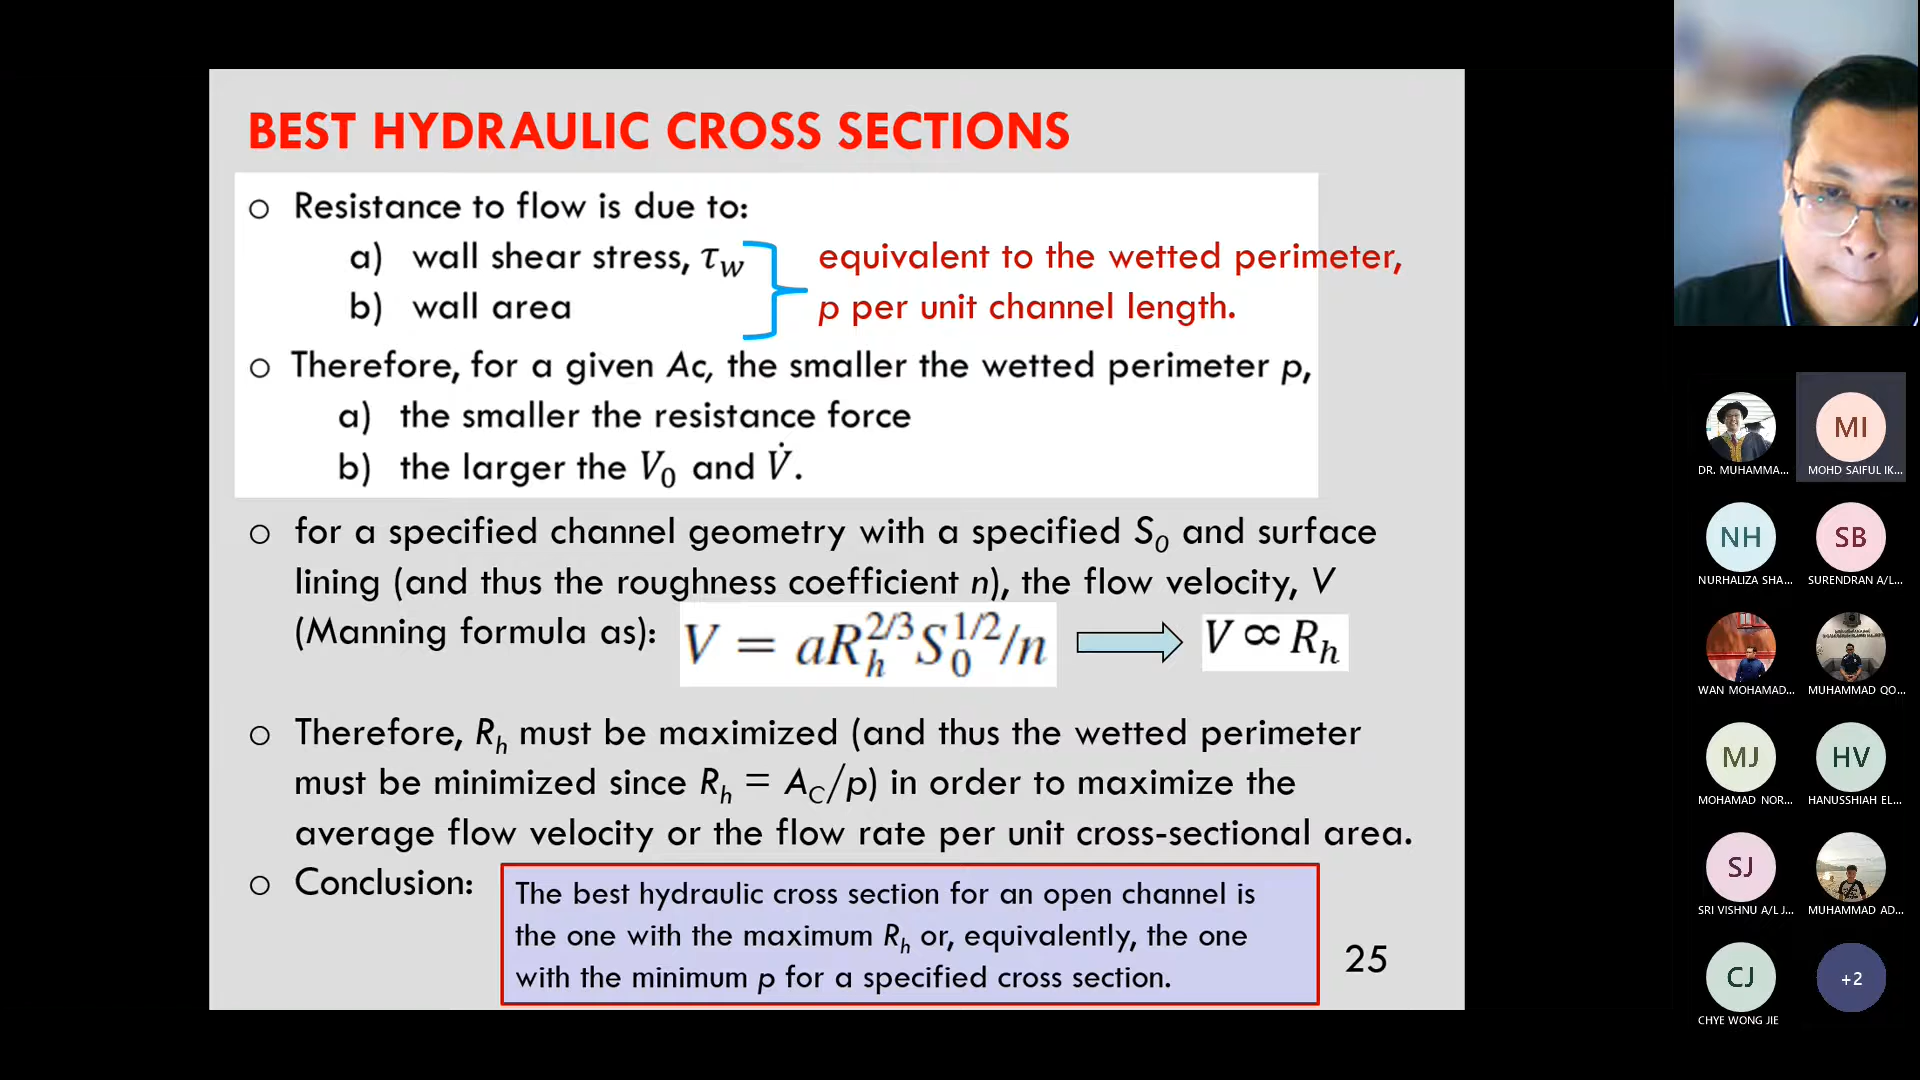 BEST HYDRAULIC CROSS SECTIONS
○ Resistance to flow is due to:
a) wall shear stress, τw
b) wall area
equivalent to the wetted perimeter,
p per unit channel length.
○ Therefore, for a given Ac, the smaller the wetted perimeter p,
a) the smaller the resistance force
b) the larger the V₀ and V̇.
○ for a specified channel geometry with a specified S₀ and surface
lining (and thus the roughness coefficient n), the flow velocity, V
(Manning formula as): V = aRₕ^2/3 S₀^1/2/n V ∝ Rₕ
○ Therefore, Rₕ must be maximized (and thus the wetted perimeter
must be minimized since Rₕ = A_C/p) in order to maximize the
average flow velocity or the flow rate per unit cross-sectional area.
○ Conclusion:
The best hydraulic cross section for an open channel is
the one with the maximum Rₕ or, equivalently, the one
with the minimum p for a specified cross section.
25
MI
DR. MUHAMMA...
MOHD SAIFUL IK...
NH
SB
NURHALIZA SHA...
SURENDRAN A/L...
WAN MOHAMAD...
MUHAMMAD QO...
MJ
HV
MOHAMAD NOR...
HANUSSHIAH EL...
SJ
SRI VISHNU A/L J...
MUHAMMAD AD...
CJ
+2
CHYE WONG JIE